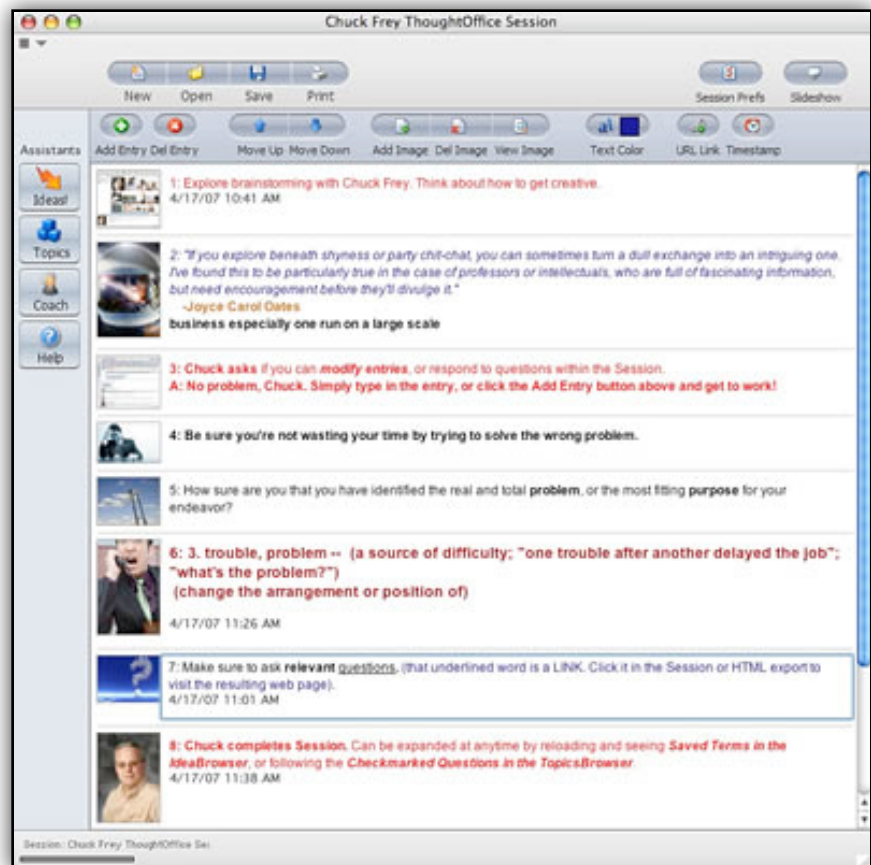 Chuck Frey ThoughtOffice Session
New Open Save Print Session Prefs Slideshow
Assistants Add Entry Del Entry Move Up Move Down Add Image Del Image View Image Text Color URL Link Timestamp
Ideas!
Topics
Coach
Help
1: Explore brainstorming with Chuck Frey. Think about how to get creative.
4/17/07 10:41 AM
2: "If you explore beneath shyness or party chit-chat, you can sometimes turn a dull exchange into an intriguing one.
I've found this to be particularly true in the case of professors or intellectuals, who are full of fascinating information,
but need encouragement before they'll divulge it."
-Joyce Carol Oates
business especially one run on a large scale
3: Chuck asks if you can modify entries, or respond to questions within the Session.
A: No problem, Chuck. Simply type in the entry, or click the Add Entry button above and get to work!
4: Be sure you're not wasting your time by trying to solve the wrong problem.
5: How sure are you that you have identified the real and total problem, or the most fitting purpose for your
endeavor?
6: 3. trouble, problem -- (a source of difficulty; "one trouble after another delayed the job";
"what's the problem?")
(change the arrangement or position of)
4/17/07 11:26 AM
7: Make sure to ask relevant questions, (that underlined word is a LINK. Click it in the Session or HTML export to
visit the resulting web page).
4/17/07 11:01 AM
8: Chuck completes Session. Can be expanded at anytime by reloading and seeing Saved Terms in the
IdeaBrowser, or following the Checkmarked Questions in the TopicsBrowser.
4/17/07 11:38 AM
Session: Chuck Frey ThoughtOffice Se